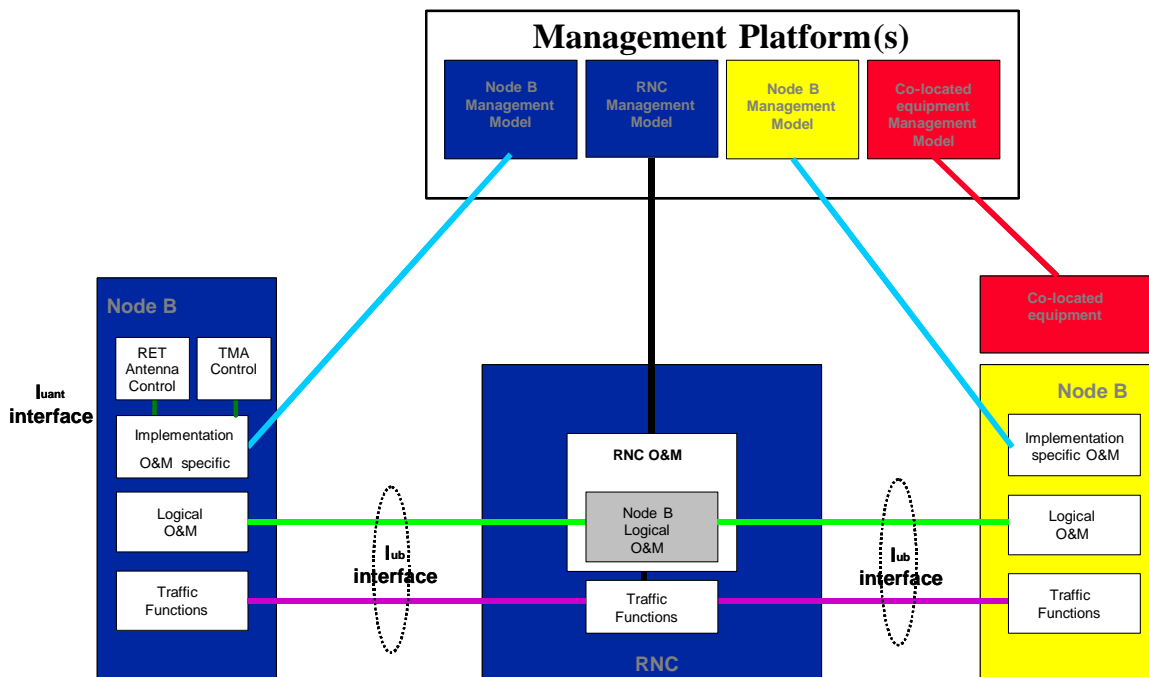 Management Platform(s)
Node B
Management
Model
RNC
Management
Model
Node B
Management
Model
Co-located
equipment
Management
Model
Node B
RET
Antenna
Control
TMA
Control
Iuant
interface
Implementation
O&M specific
Logical
O&M
Traffic
Functions
Iub
interface
RNC O&M
Node B
Logical
O&M
Traffic
Functions
RNC
Iub
interface
Co-located
equipment
Node B
Implementation
specific O&M
Logical
O&M
Traffic
Functions